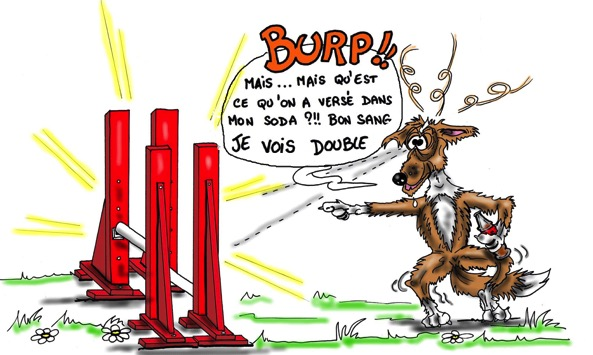 BURP!!
MAIS... MAIS QU'EST
CE QU'ON A VERSÉ DANS
MON SODA ?!! BON SANG
JE VOIS DOUBLE